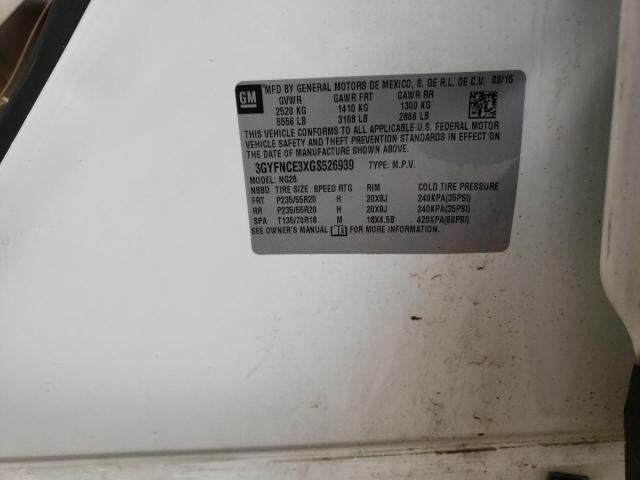 GM
MFD BY GENERAL MOTORS DE MEXICO, S. DE R.L. DE C.V. 09/15
GVWR GAWR FRT GAWR RR
2520 KG 1410 KG 1300 KG
5556 LB 3108 LB 2866 LB
THIS VEHICLE CONFORMS TO ALL APPLICABLE U.S. FEDERAL MOTOR
VEHICLE SAFETY AND THEFT PREVENTION STANDARDS IN EFFECT ON
THE DATE OF MANUFACTURE SHOWN ABOVE.
3GYFNCE3XGS526939 TYPE: M.P.V.
MODEL: NG26
NBBD TIRE SIZE SPEED RTG RIM COLD TIRE PRESSURE
FRT P235/55R20 H 20X8J 240KPA(35PSI)
RR P235/55R20 H 20X8J 240KPA(35PSI)
SPA T135/70R18 M 18X4.5B 420KPA(60PSI)
SEE OWNER'S MANUAL FOR MORE INFORMATION.